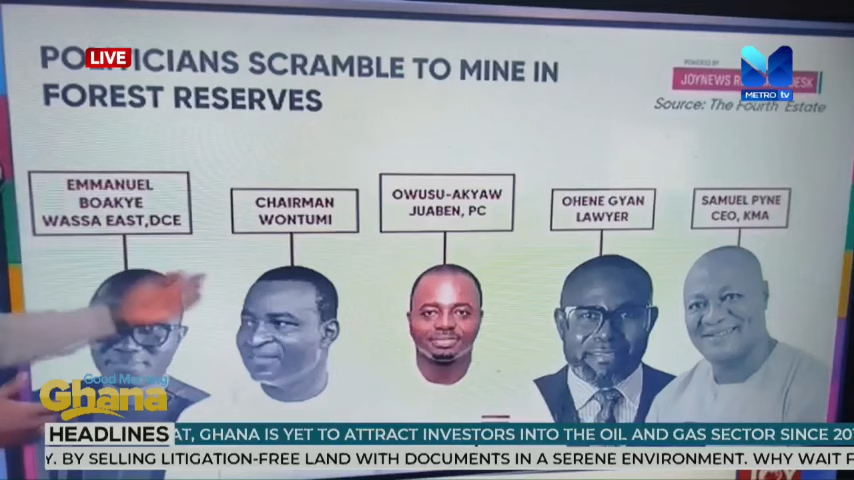 POLITICIANS SCRAMBLE TO MINE IN
FOREST RESERVES
LIVE
POWERED BY
JOYNEWS
METRO tv
Source: The Fourth Estate
EMMANUEL
BOAKYE
WASSA EAST,DCE
CHAIRMAN
WONTUMI
OWUSU-AKYAW
JUABEN, PC
OHENE GYAN
LAWYER
SAMUEL PYNE
CEO, KMA
Good Morning
Ghana
HEADLINES
AT, GHANA IS YET TO ATTRACT INVESTORS INTO THE OIL AND GAS SECTOR SINCE 20
Y. BY SELLING LITIGATION-FREE LAND WITH DOCUMENTS IN A SERENE ENVIRONMENT. WHY WAIT F